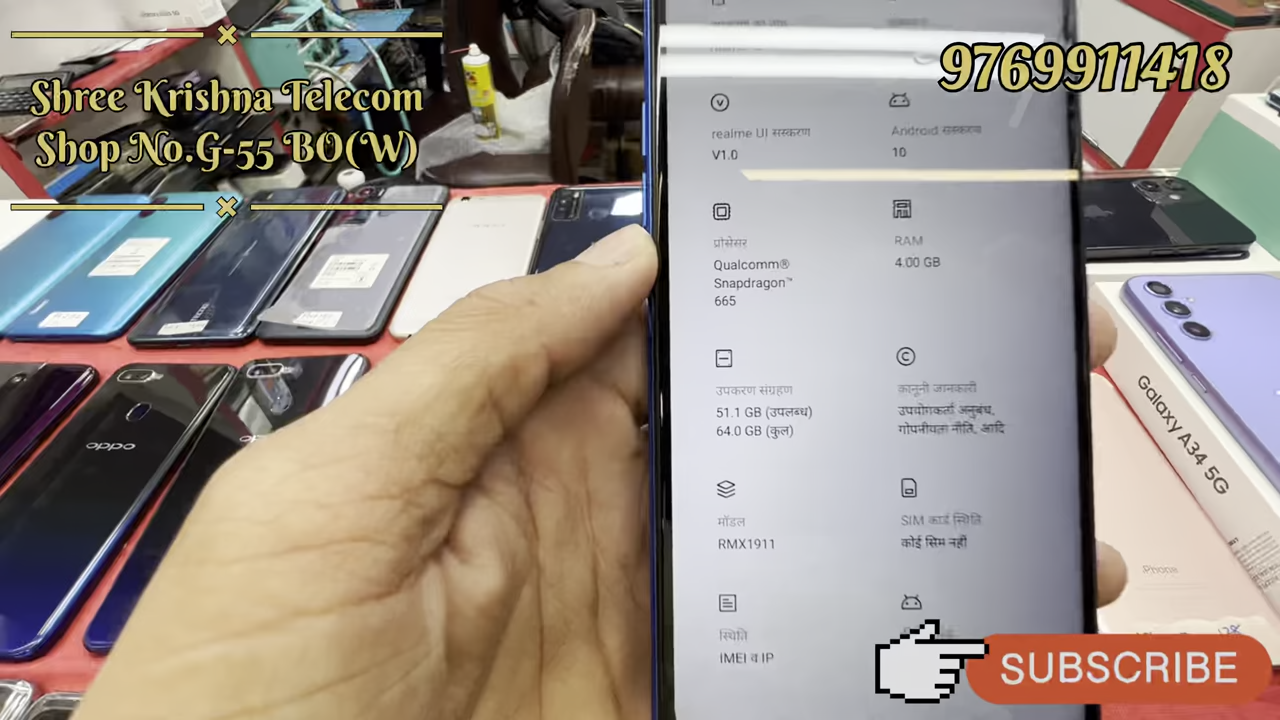 Shree Krishna Telecom
Shop No.G-55 BO(W)
9769911418
realme UI संस्करण
V1.0
Android संस्करण
10
प्रोसेसर
Qualcomm®
Snapdragon™
665
RAM
4.00 GB
उपकरण संग्रहण
51.1 GB (उपलब्ध)
64.0 GB (कुल)
कानूनी जानकारी
उपयोगकर्ता अनुबंध,
गोपनीयता नीति, आदि
मॉडल
RMX1911
SIM कार्ड स्थिति
कोई सिम नहीं
स्थिति
IMEI व IP
oppo
Galaxy A34 5G
iPhone
SUBSCRIBE